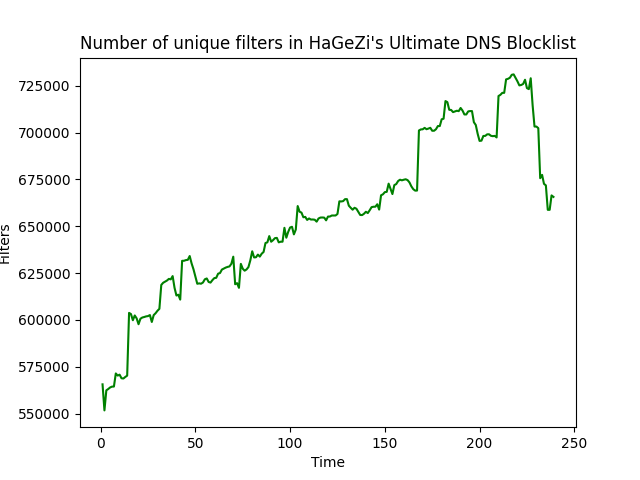 Number of unique filters in HaGeZi's Ultimate DNS Blocklist
725000
700000
675000
650000
625000
600000
575000
550000
Filters
0 50 100 150 200 250
Time